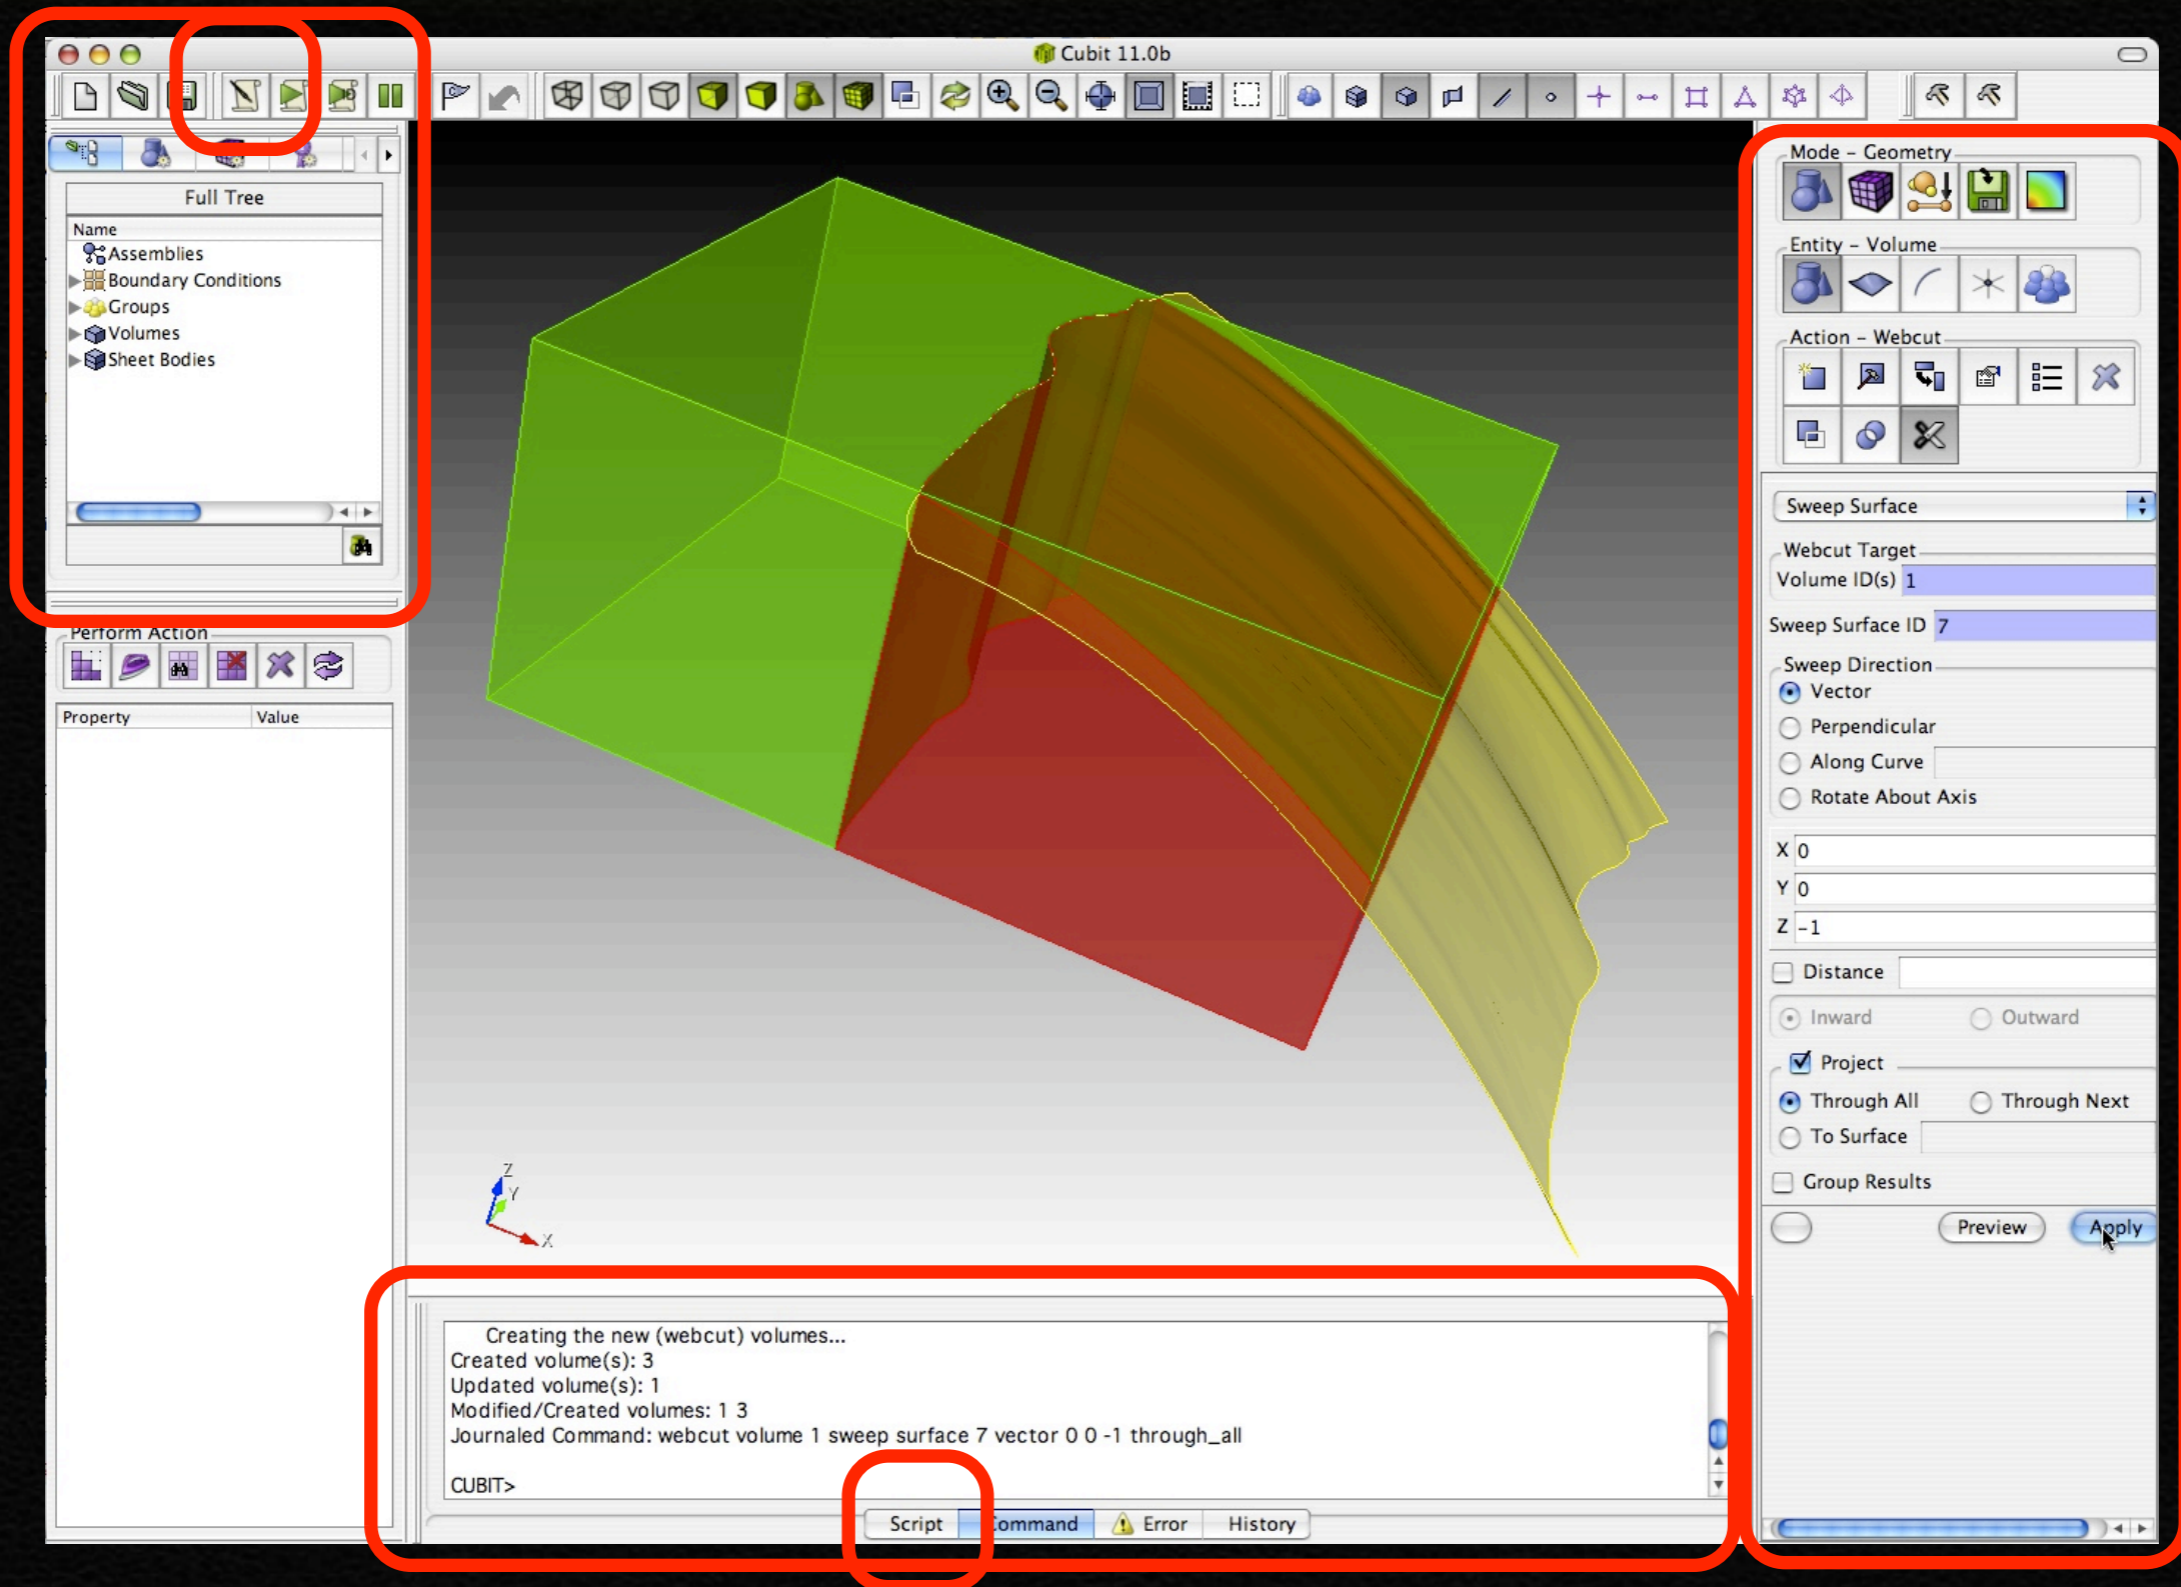 Cubit 11.0b
Full Tree
Name
Assemblies
Boundary Conditions
Groups
Volumes
Sheet Bodies
Perform Action
Property Value
Z
Y
X
Creating the new (webcut) volumes...
Created volume(s): 3
Updated volume(s): 1
Modified/Created volumes: 1 3
Journaled Command: webcut volume 1 sweep surface 7 vector 0 0 -1 through_all
CUBIT>
Script Command Error History
Mode - Geometry
Entity - Volume
Action - Webcut
Sweep Surface
Webcut Target
Volume ID(s) 1
Sweep Surface ID 7
Sweep Direction
Vector
Perpendicular
Along Curve
Rotate About Axis
X 0
Y 0
Z -1
Distance
Inward Outward
Project
Through All Through Next
To Surface
Group Results
Preview Apply